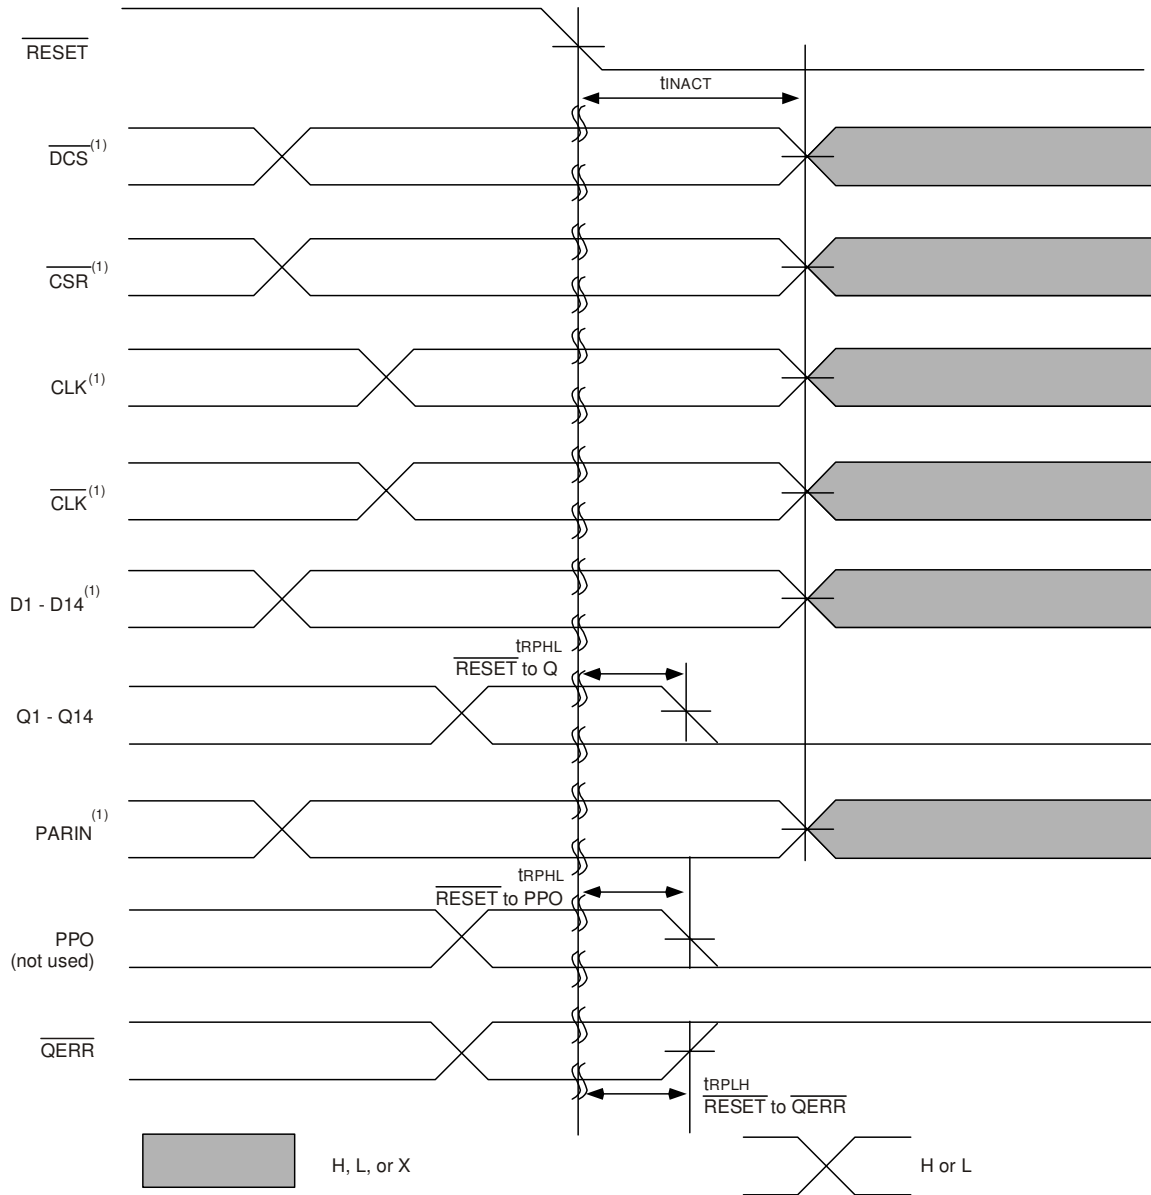 RESET
tINACT
DCS(1)
CSR(1)
CLK(1)
CLK(1)
D1 - D14(1)
tRPHL
RESET to Q
Q1 - Q14
PARIN(1)
tRPHL
RESET to PPO
PPO
(not used)
QERR
tRPLH
RESET to QERR
H, L, or X
H or L